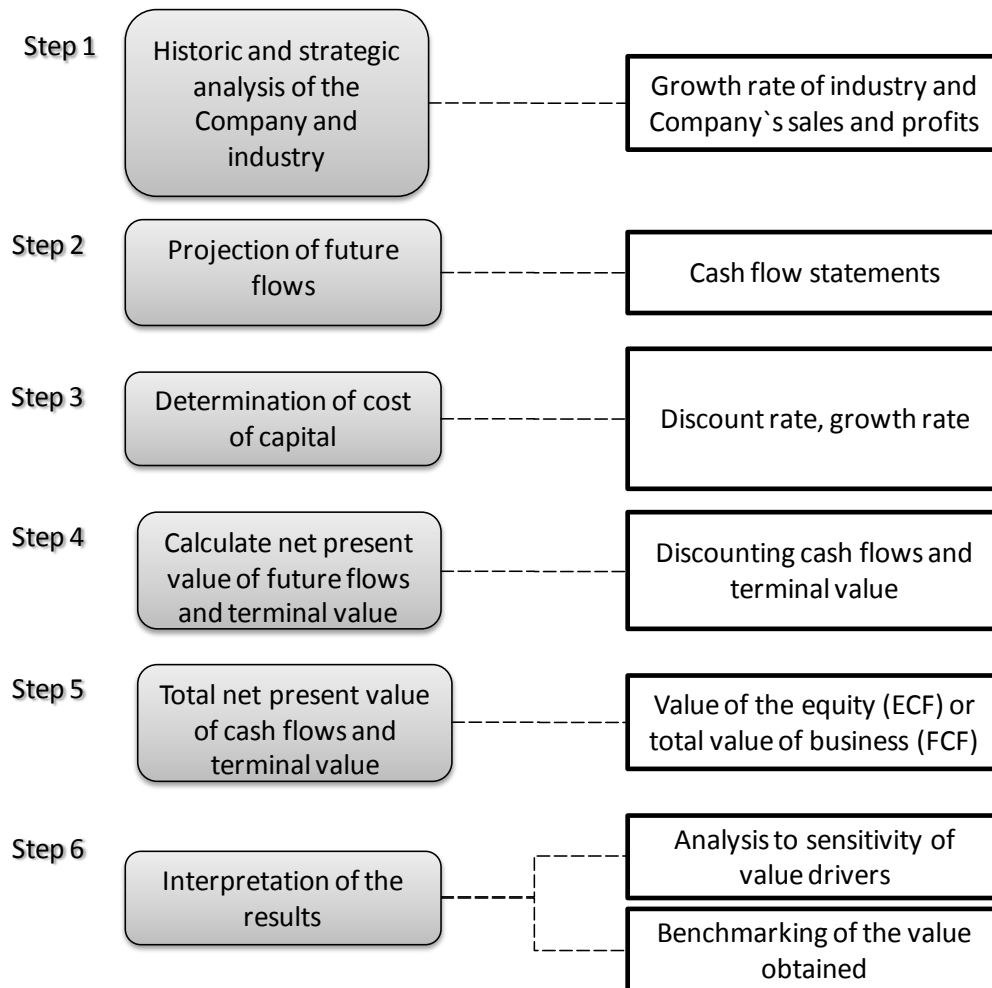 Step 1
Historic and strategic
analysis of the
Company and
industry
Growth rate of industry and
Company`s sales and profits
Step 2
Projection of future
flows
Cash flow statements
Step 3
Determination of cost
of capital
Discount rate, growth rate
Step 4
Calculate net present
value of future flows
and terminal value
Discounting cash flows and
terminal value
Step 5
Total net present value
of cash flows and
terminal value
Value of the equity (ECF) or
total value of business (FCF)
Step 6
Interpretation of the
results
Analysis to sensitivity of
value drivers
Benchmarking of the value
obtained